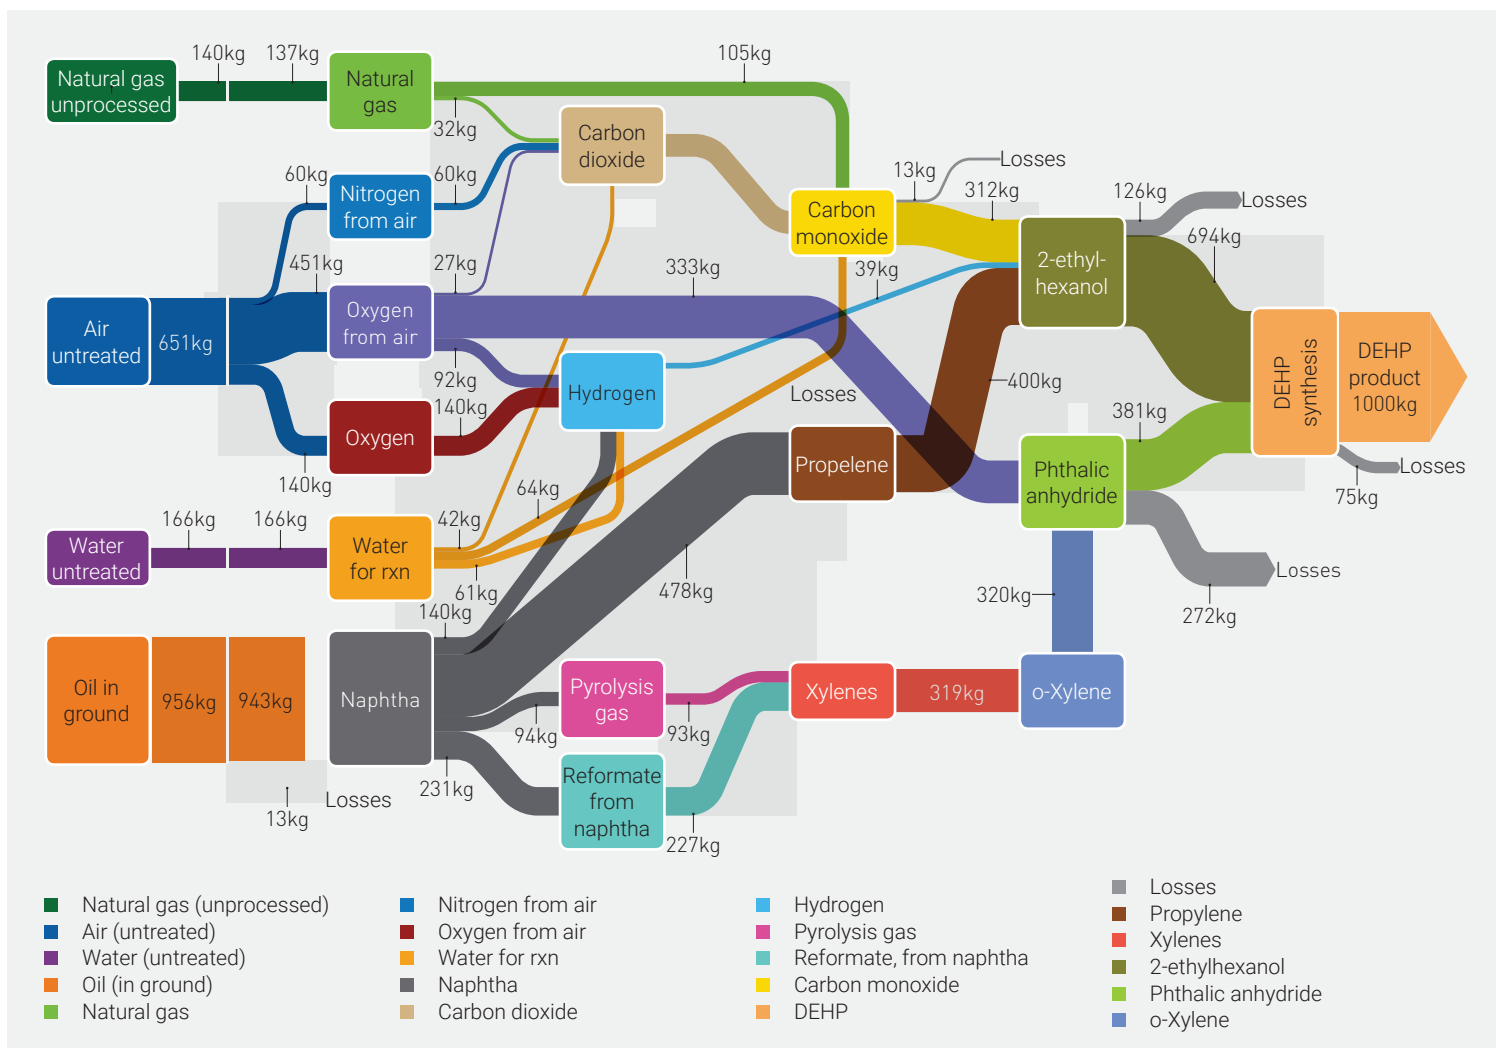 140kg
137kg
105kg
Natural gas
unprocessed
Natural
gas
32kg
Carbon
dioxide
Losses
13kg
312kg
126kg
Losses
60kg
60kg
Nitrogen
from air
Carbon
monoxide
694kg
451kg
27kg
333kg
39kg
2-ethyl-
hexanol
Air
untreated
651kg
Oxygen
from air
92kg
Hydrogen
Losses
400kg
DEHP
synthesis
DEHP
product
1000kg
140kg
Oxygen
381kg
Propelene
Phthalic
anhydride
Losses
75kg
140kg
166kg
166kg
42kg
64kg
Water
untreated
Water
for rxn
61kg
478kg
Losses
320kg
272kg
140kg
Oil in
ground
956kg
943kg
Naphtha
Pyrolysis
gas
Xylenes
319kg
o-Xylene
94kg
93kg
Reformate
from
naphtha
231kg
Losses
13kg
227kg
Natural gas (unprocessed)
Air (untreated)
Water (untreated)
Oil (in ground)
Natural gas
Nitrogen from air
Oxygen from air
Water for rxn
Naphtha
Carbon dioxide
Hydrogen
Pyrolysis gas
Reformate, from naphtha
Carbon monoxide
DEHP
Losses
Propylene
Xylenes
2-ethylhexanol
Phthalic anhydride
o-Xylene